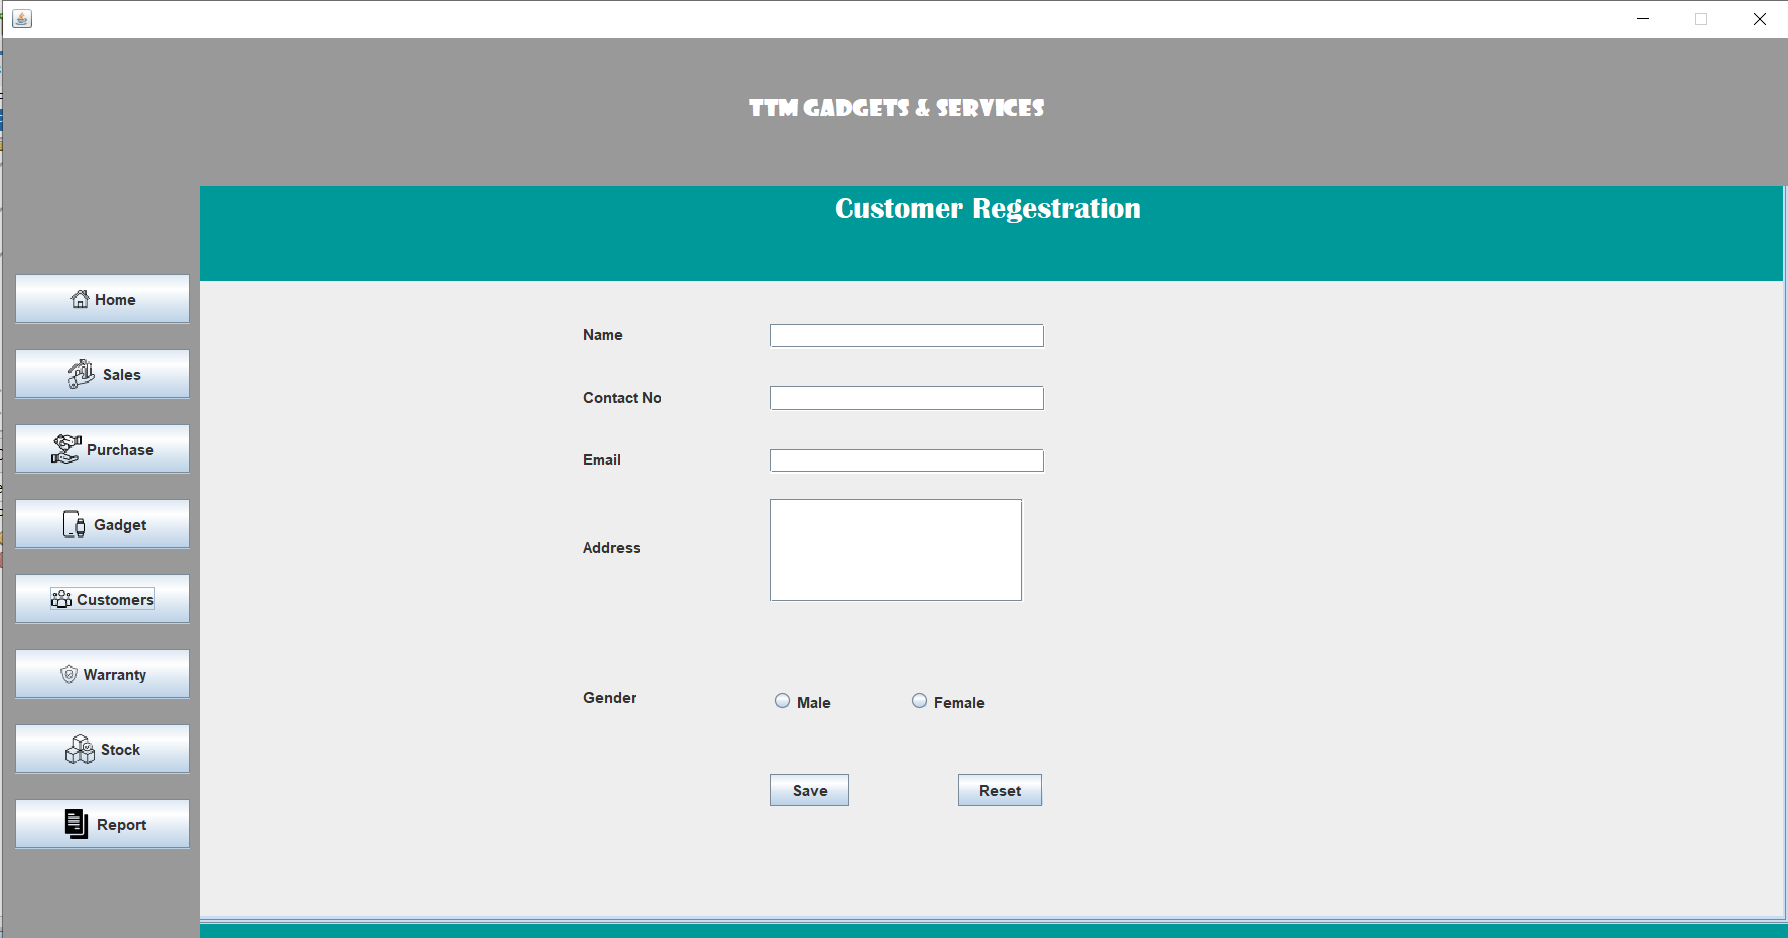 TTM GADGETS & SERVICES
Customer Regestration
Home
Sales
Purchase
Gadget
Customers
Warranty
Stock
Report
Name
Contact No
Email
Address
Gender
Male Female
Save Reset